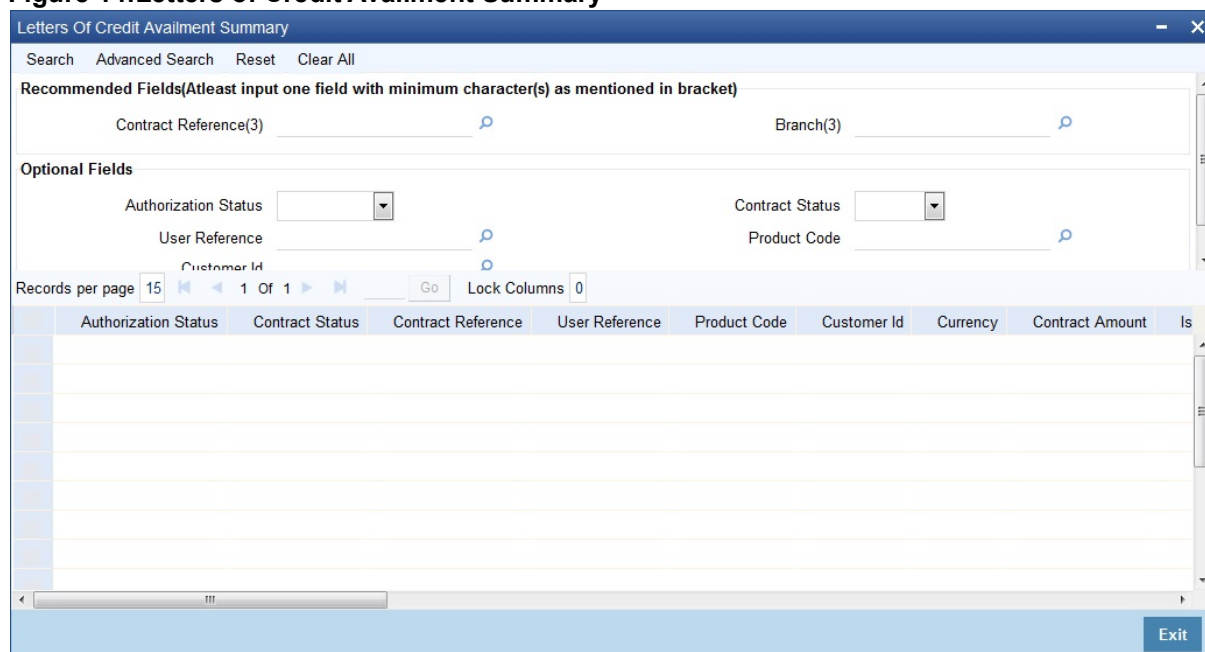 Letters Of Credit Availment Summary
Search Advanced Search Reset Clear All
Recommended Fields(Atleast input one field with minimum character(s) as mentioned in bracket)
Contract Reference(3) Branch(3)
Optional Fields
Authorization Status Contract Status
User Reference Product Code
Customer Id
Records per page 15 1 Of 1 Go Lock Columns 0
Authorization Status Contract Status Contract Reference User Reference Product Code Customer Id Currency Contract Amount Is
Exit